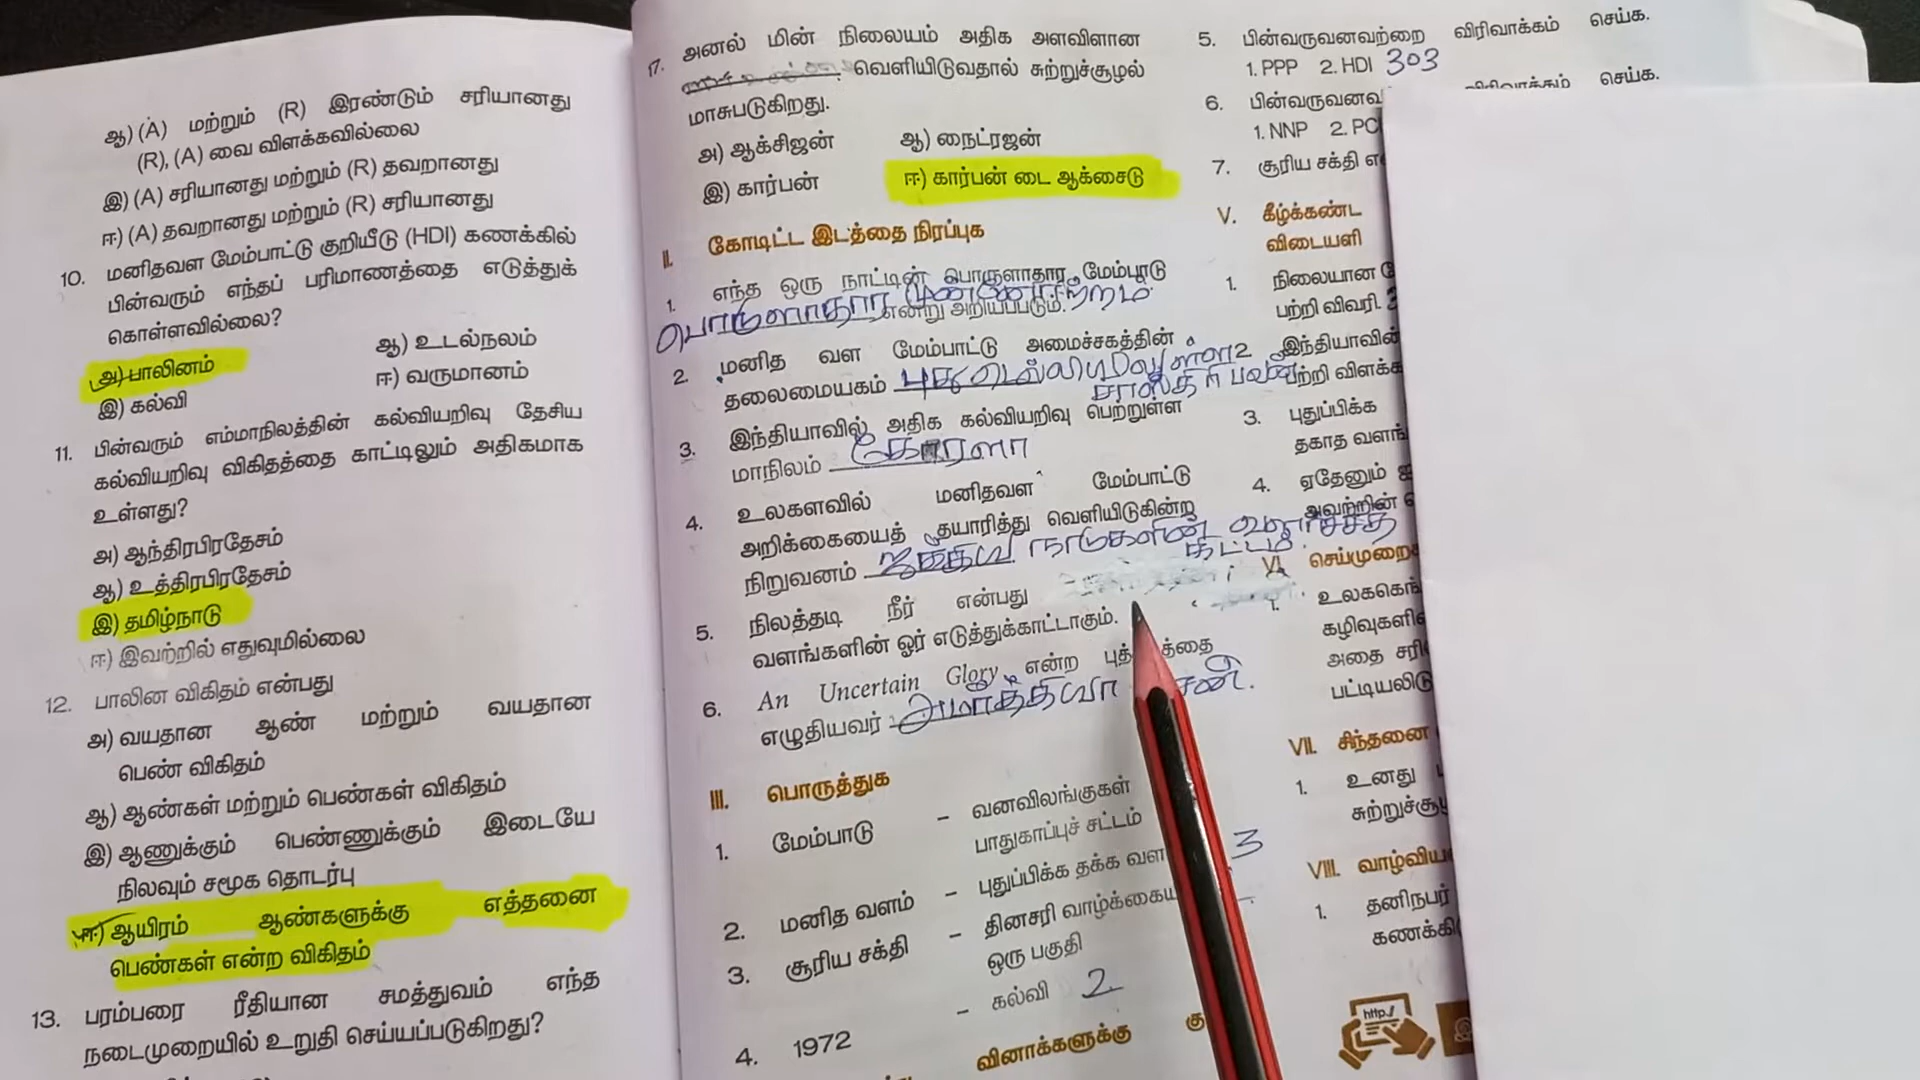 ஆ) (A) மற்றும் (R) இரண்டும் சரியானது
(R), (A) வை விளக்கவில்லை
இ) (A) சரியானது மற்றும் (R) தவறானது
ஈ) (A) தவறானது மற்றும் (R) சரியானது
10. மனிதவள மேம்பாட்டு குறியீடு (HDI) கணக்கில்
பின்வரும் எந்தப் பரிமாணத்தை எடுத்துக்
கொள்ளவில்லை?
அ) பாலினம் ஆ) உடல்நலம்
இ) கல்வி ஈ) வருமானம்
11. பின்வரும் எம்மாநிலத்தின் கல்வியறிவு தேசிய
கல்வியறிவு விகிதத்தை காட்டிலும் அதிகமாக
உள்ளது?
அ) ஆந்திரபிரதேசம்
ஆ) உத்திரபிரதேசம்
இ) தமிழ்நாடு
ஈ) இவற்றில் எதுவுமில்லை
12. பாலின விகிதம் என்பது
அ) வயதான ஆண் மற்றும் வயதான
பெண் விகிதம்
ஆ) ஆண்கள் மற்றும் பெண்கள் விகிதம்
இ) ஆணுக்கும் பெண்ணுக்கும் இடையே
நிலவும் சமூக தொடர்பு
ஈ) ஆயிரம் ஆண்களுக்கு எத்தனை
பெண்கள் என்ற விகிதம்
13. பரம்பரை ரீதியான சமத்துவம் எந்த
நடைமுறையில் உறுதி செய்யப்படுகிறது?
17. அனல் மின் நிலையம் அதிக அளவிளான
வெளியிடுவதால் சுற்றுச்சூழல்
மாசுபடுகிறது.
அ) ஆக்சிஜன் ஆ) நைட்ரஜன்
இ) கார்பன் ஈ) கார்பன் டை ஆக்சைடு
II. கோடிட்ட இடத்தை நிரப்புக
1. எந்த ஒரு நாட்டின் பொருளாதார மேம்பாடு
பொருளாதார முன்னேற்றம் என்று அறியப்படும்.
2. மனித வள மேம்பாட்டு அமைச்சகத்தின்
தலைமையகம் புதுடெல்லியிலுள்ள
சாஸ்திரிபவன்
3. இந்தியாவில் அதிக கல்வியறிவு பெற்றுள்ள
மாநிலம் கேரளா
4. உலகளவில் மனிதவள மேம்பாட்டு
அறிக்கையைத் தயாரித்து வெளியிடுகின்ற
நிறுவனம் ஐக்கிய நாடுகளின் வளர்ச்சித்
திட்டம்
5. நிலத்தடி நீர் என்பது
வளங்களின் ஓர் எடுத்துக்காட்டாகும்.
6. An Uncertain Glory என்ற
எழுதியவர் அமர்த்தியா சென்.
III. பொருத்துக
1. மேம்பாடு – வனவிலங்குகள்
பாதுகாப்புச் சட்டம்
2. மனித வளம் – புதுப்பிக்க தக்க வள 3
3. சூரிய சக்தி – தினசரி வாழ்க்கைய
ஒரு பகுதி
4. 1972 – கல்வி 2
வினாக்களுக்கு
5. பின்வருவனவற்றை விரிவாக்கம் செய்க.
1. PPP 2. HDI 303
6. பின்வருவனவ விரிவாக்கம் செய்க.
1. NNP 2. PC
7. சூரிய சக்தி
V. கீழ்க்கண்ட
விடையளி
1. நிலையான
பற்றி விவரி.
2 இந்தியாவின்
பற்றி விளக்க
3. புதுப்பிக்க
தகாத வளங்
4. ஏதேனும்
அவற்றின்
VI. செய்முறை
1. உலகெங்
கழிவுகளி
அதை சரி
பட்டியலிடு
VII. சிந்தனை
1. உனது
சுற்றுச்சூ
VIII. வாழ்விய
1. தனிநபர்
கணக்கி
http://